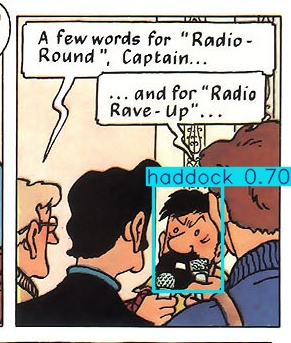 A few words for "Radio-
Round", Captain...
... and for "Radio
Rave-Up"...
haddock 0.70